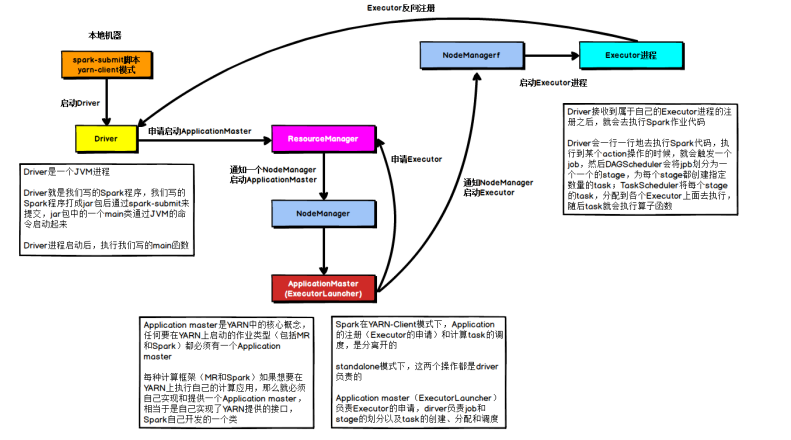 Executor反向注册
本地机器
spark-submit脚本
yarn-client模式
NodeManagerf
Executor进程
启动Executor进程
启动Driver
Driver
申请启动ApplicationMaster
ResourceManager
申请Executor
通知一个NodeManager
启动ApplicationMaster
通知NodeManager
启动Executor
NodeManager
ApplicationMaster
(ExecutorLauncher)
Driver是一个JVM进程
Driver就是我们写的Spark程序，我们写的
Spark程序打成jar包后通过spark-submit来
提交，jar包中的一个main类通过JVM的命
令启动起来
Driver进程启动后，执行我们写的main函数
Driver接收到属于自己的Executor进程的注
册之后，就会去执行Spark作业代码
Driver会一行一行地去执行Spark代码，执
行到某个action操作的时候，就会触发一个
job，然后DAGScheduler会将jpb划分为一
个一个的stage，为每个stage都创建指定
数量的task；TaskScheduler将每个stage
的task，分配到各个Executor上面去执行，
随后task就会执行算子函数
Application master是YARN中的核心概念，
任何要在YARN上启动的作业类型（包括MR
和Spark）都必须有一个Application
master
每种计算框架（MR和Spark）如果想要在
YARN上执行自己的计算应用，那么就必须
自己实现和提供一个Application master，
相当于是自己实现了YARN提供的接口，
Spark自己开发的一个类
Spark在YARN-Client模式下，Application
的注册（Executor的申请）和计算task的调
度，是分离开的
standalone模式下，这两个操作都是driver
负责的
Application master（ExecutorLauncher）
负责Executor的申请，dirver负责job和
stage的划分以及task的创建、分配和调度